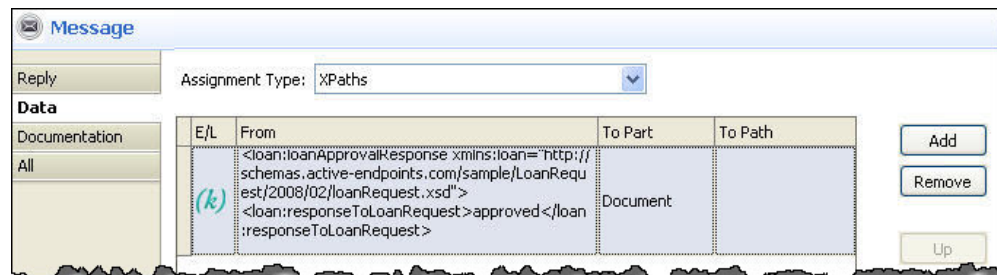 Message
Reply
Data
Documentation
All
Assignment Type: XPaths
E/L From To Part To Path
<loan:loanApprovalResponse xmlns:loan="http://
schemas.active-endpoints.com/sample/LoanRequ
est/2008/02/loanRequest.xsd">
<loan:responseToLoanRequest>approved</loan
:responseToLoanRequest>
(k)
Document
Add
Remove
Up